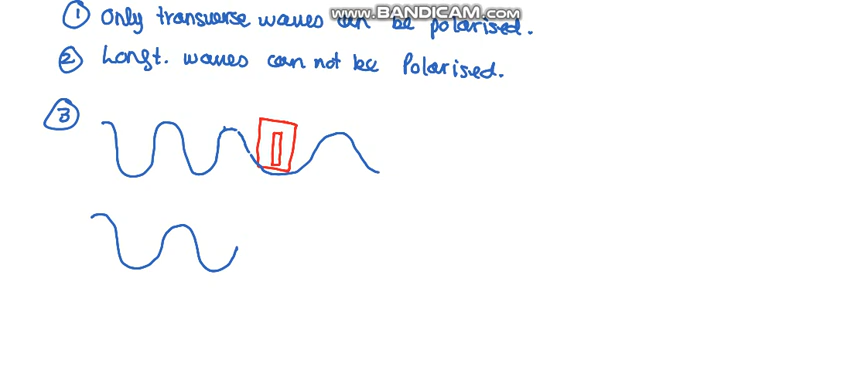 www.BANDICAM.com
① Only transverse waves can be polarised.
② Longt. waves can not be Polarised.
③